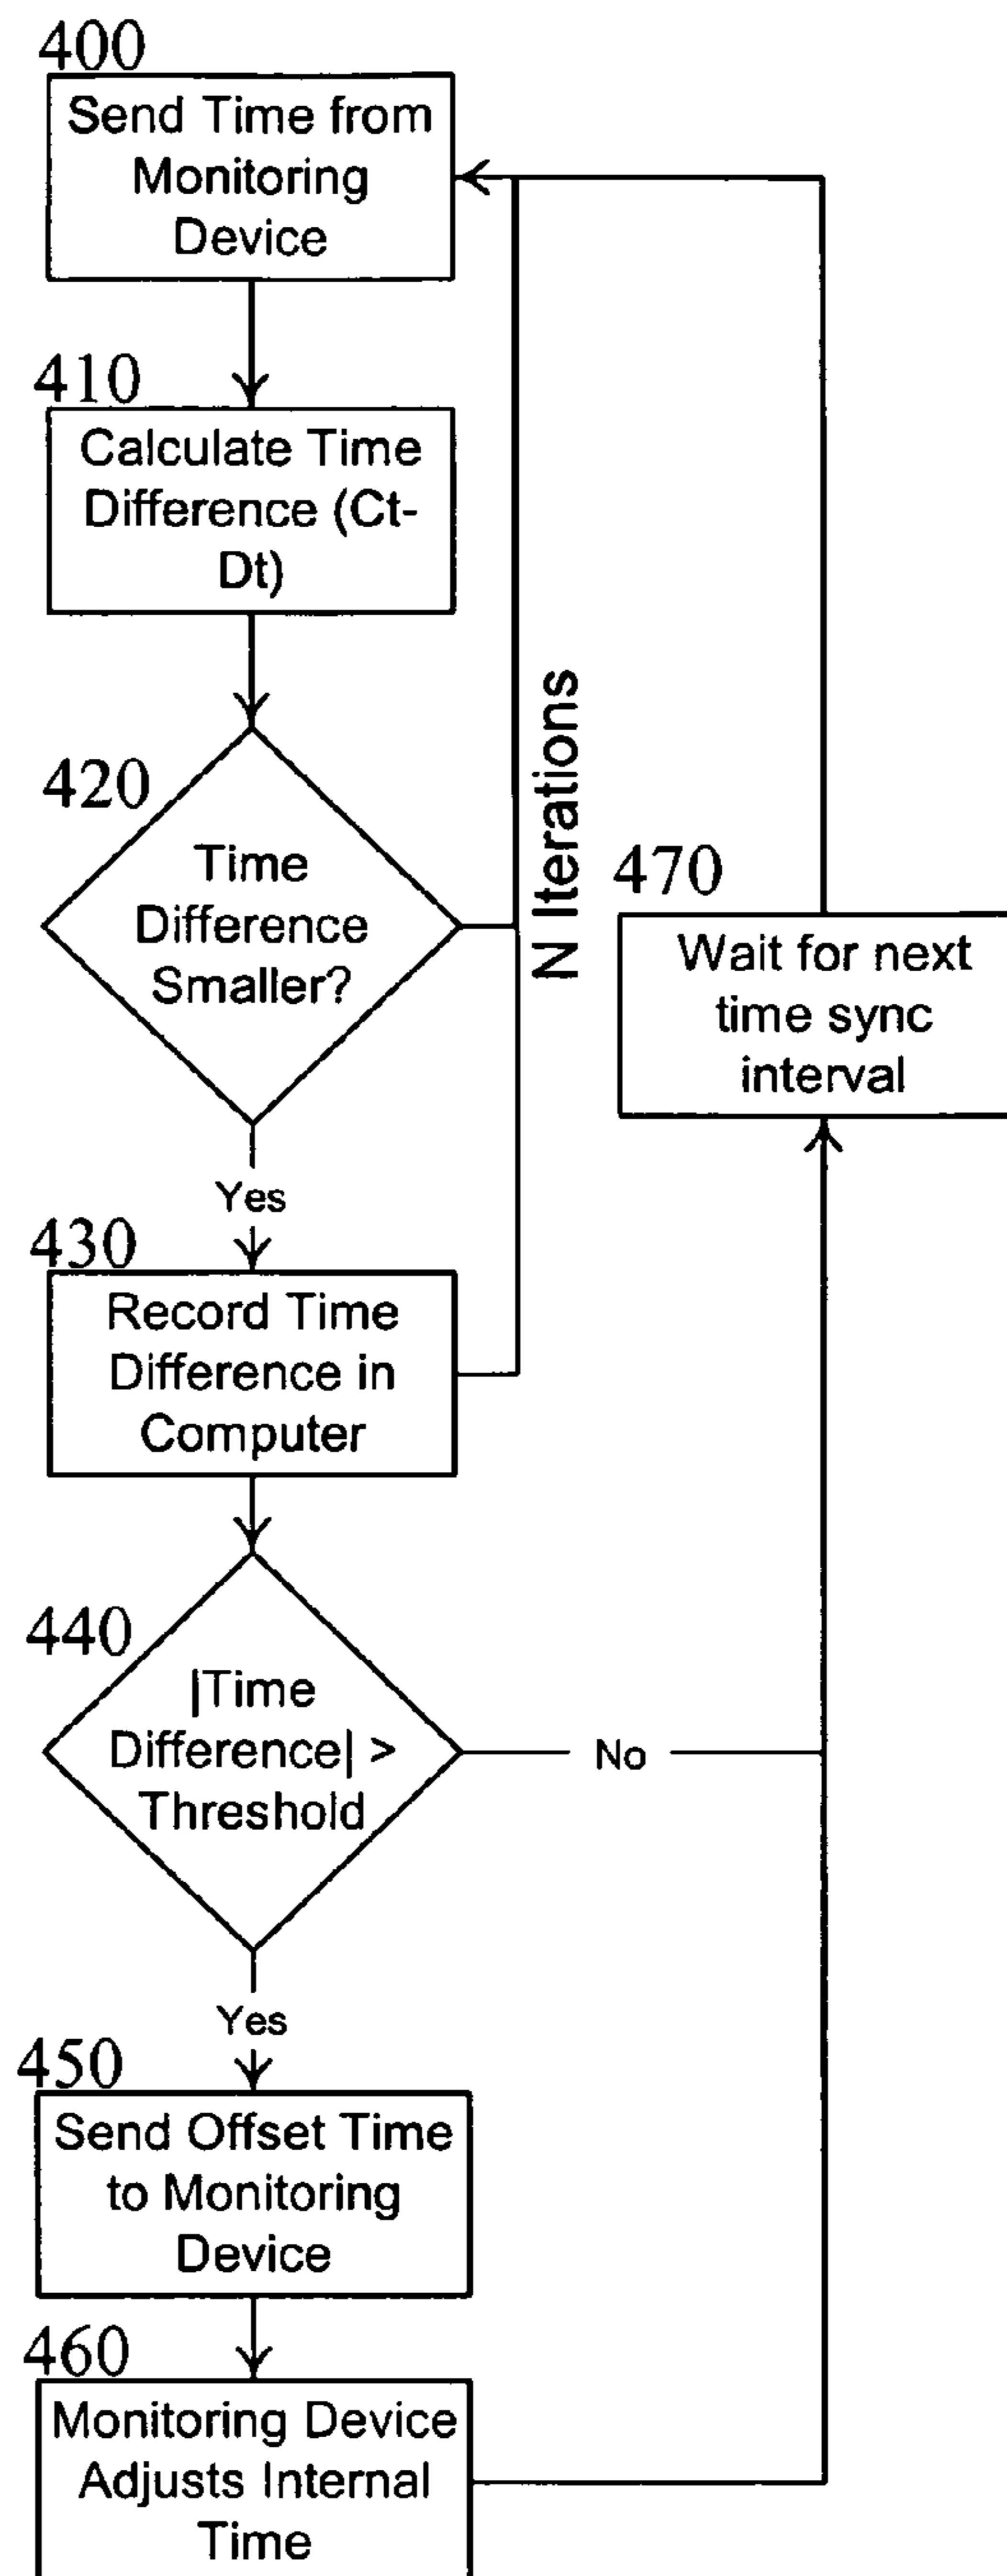 400
Send Time from
Monitoring
Device
410
Calculate Time
Difference (Ct-
Dt)
420
Time
Difference
Smaller?
N Iterations
470
Wait for next
time sync
interval
Yes
430
Record Time
Difference in
Computer
440
|Time
Difference| >
Threshold
No
Yes
450
Send Offset Time
to Monitoring
Device
460
Monitoring Device
Adjusts Internal
Time